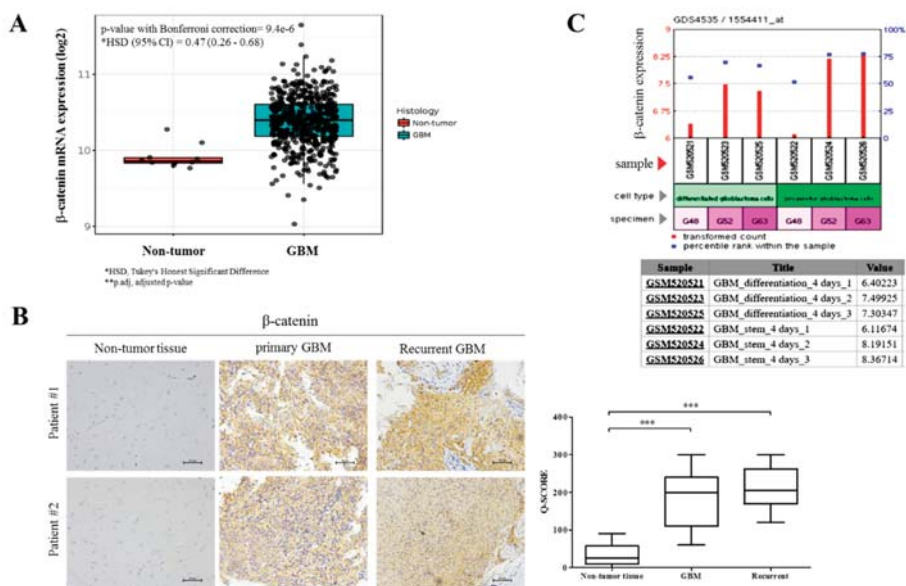 A
p-value with Bonferroni correction= 9.4e-6
*HSD (95% CI) = 0.47 (0.26 - 0.68)
β-catenin mRNA expression (log2)
11
10
9
Non-tumor
GBM
Histology
Non-tumor
GBM
*HSD, Tukey's Honest Significant Difference
**p.adj, adjusted p-value
B
β-catenin
Non-tumor tissue
primary GBM
Recurrent GBM
Patient #1
Patient #2
C
GDS4535 / 1554411_at
β-catenin expression
9
8.25
7.5
6.75
6
100%
75
50
25
0
sample
GSM520521
GSM520523
GSM520525
GSM520522
GSM520524
GSM520526
cell type
differentiated glioblastoma cells
progenitor glioblastoma cells
specimen
G48
G52
G63
G48
G52
G63
transformed count
percentile rank within the sample
Sample Title Value
GSM520521 GBM_differentiation_4 days_1 6.40223
GSM520523 GBM_differentiation_4 days_2 7.49925
GSM520525 GBM_differentiation_4 days_3 7.30347
GSM520522 GBM_stem_4 days_1 6.11674
GSM520524 GBM_stem_4 days_2 8.19151
GSM520526 GBM_stem_4 days_3 8.36714
Q-SCORE
400
300
200
100
0
***
***
Non-tumor tissue
GBM
Recurrent